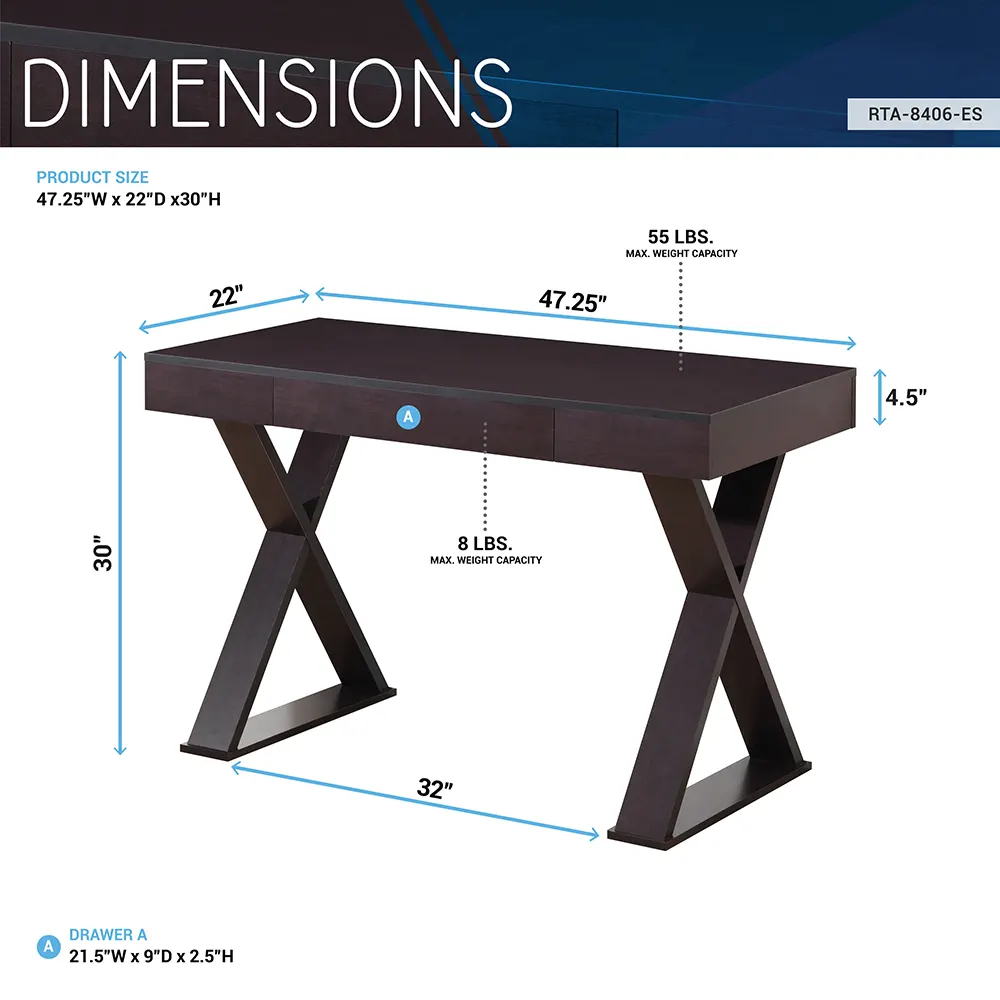 DIMENSIONS
RTA-8406-ES
PRODUCT SIZE
47.25"W x 22"D x30"H
55 LBS.
MAX. WEIGHT CAPACITY
22"
47.25"
4.5"
A
30"
8 LBS.
MAX. WEIGHT CAPACITY
32"
A DRAWER A
21.5"W x 9"D x 2.5"H